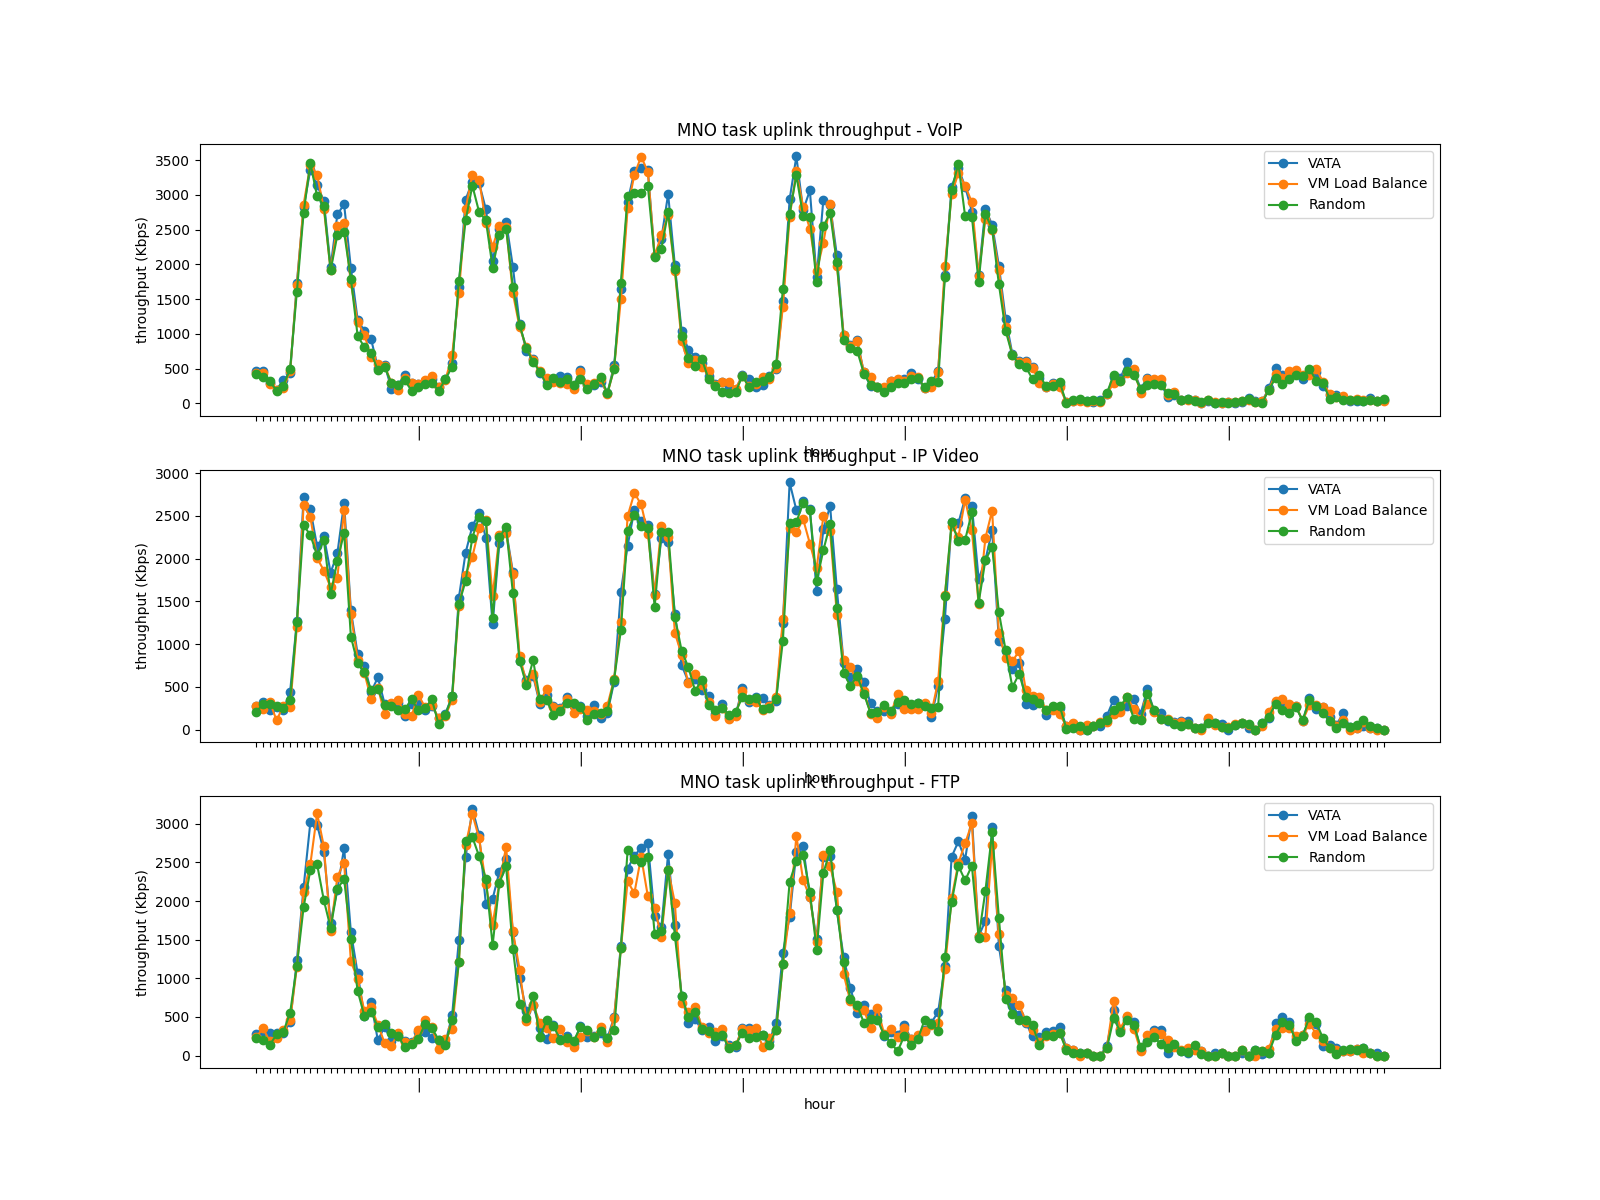 MNO task uplink throughput - VoIP
throughput (Kbps)
3500
3000
2500
2000
1500
1000
500
0
VATA
VM Load Balance
Random
hour
MNO task uplink throughput - IP Video
throughput (Kbps)
3000
2500
2000
1500
1000
500
0
VATA
VM Load Balance
Random
hour
MNO task uplink throughput - FTP
throughput (Kbps)
3000
2500
2000
1500
1000
500
0
VATA
VM Load Balance
Random
hour